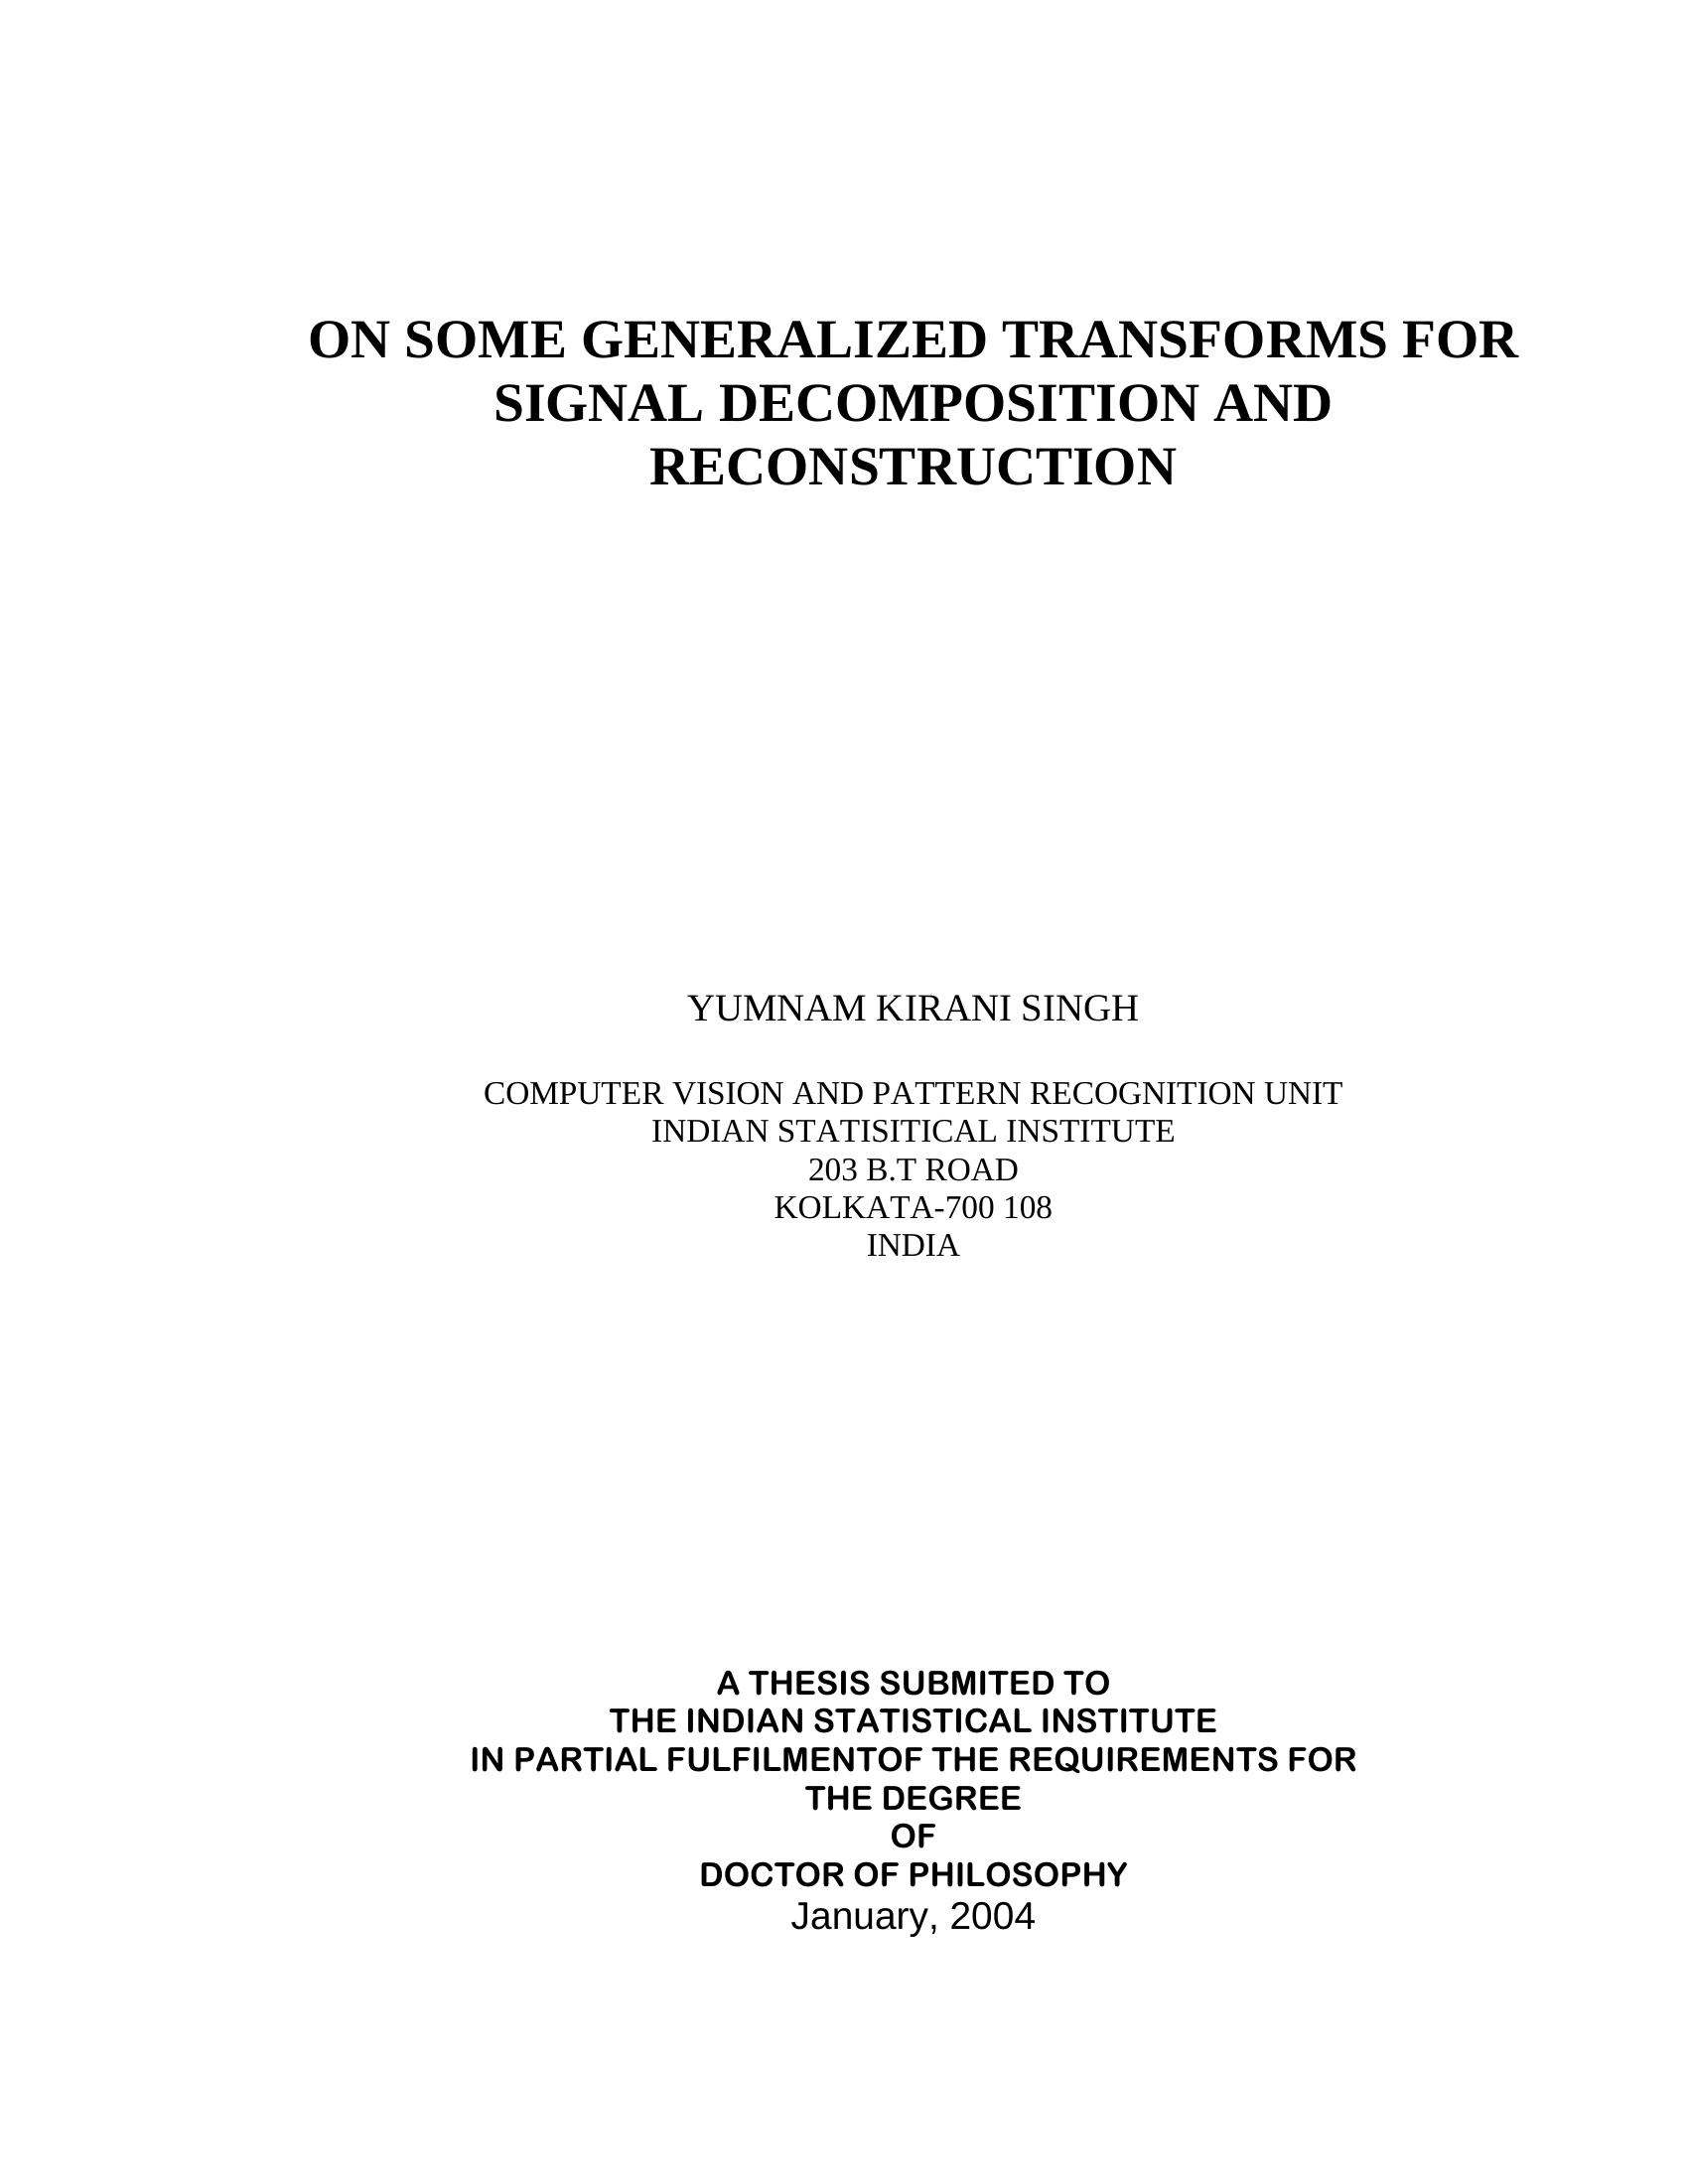 ON SOME GENERALIZED TRANSFORMS FOR
SIGNAL DECOMPOSITION AND
RECONSTRUCTION
YUMNAM KIRANI SINGH
COMPUTER VISION AND PATTERN RECOGNITION UNIT
INDIAN STATISITICAL INSTITUTE
203 B.T ROAD
KOLKATA-700 108
INDIA
A THESIS SUBMITED TO
THE INDIAN STATISTICAL INSTITUTE
IN PARTIAL FULFILMENTOF THE REQUIREMENTS FOR
THE DEGREE
OF
DOCTOR OF PHILOSOPHY
January, 2004